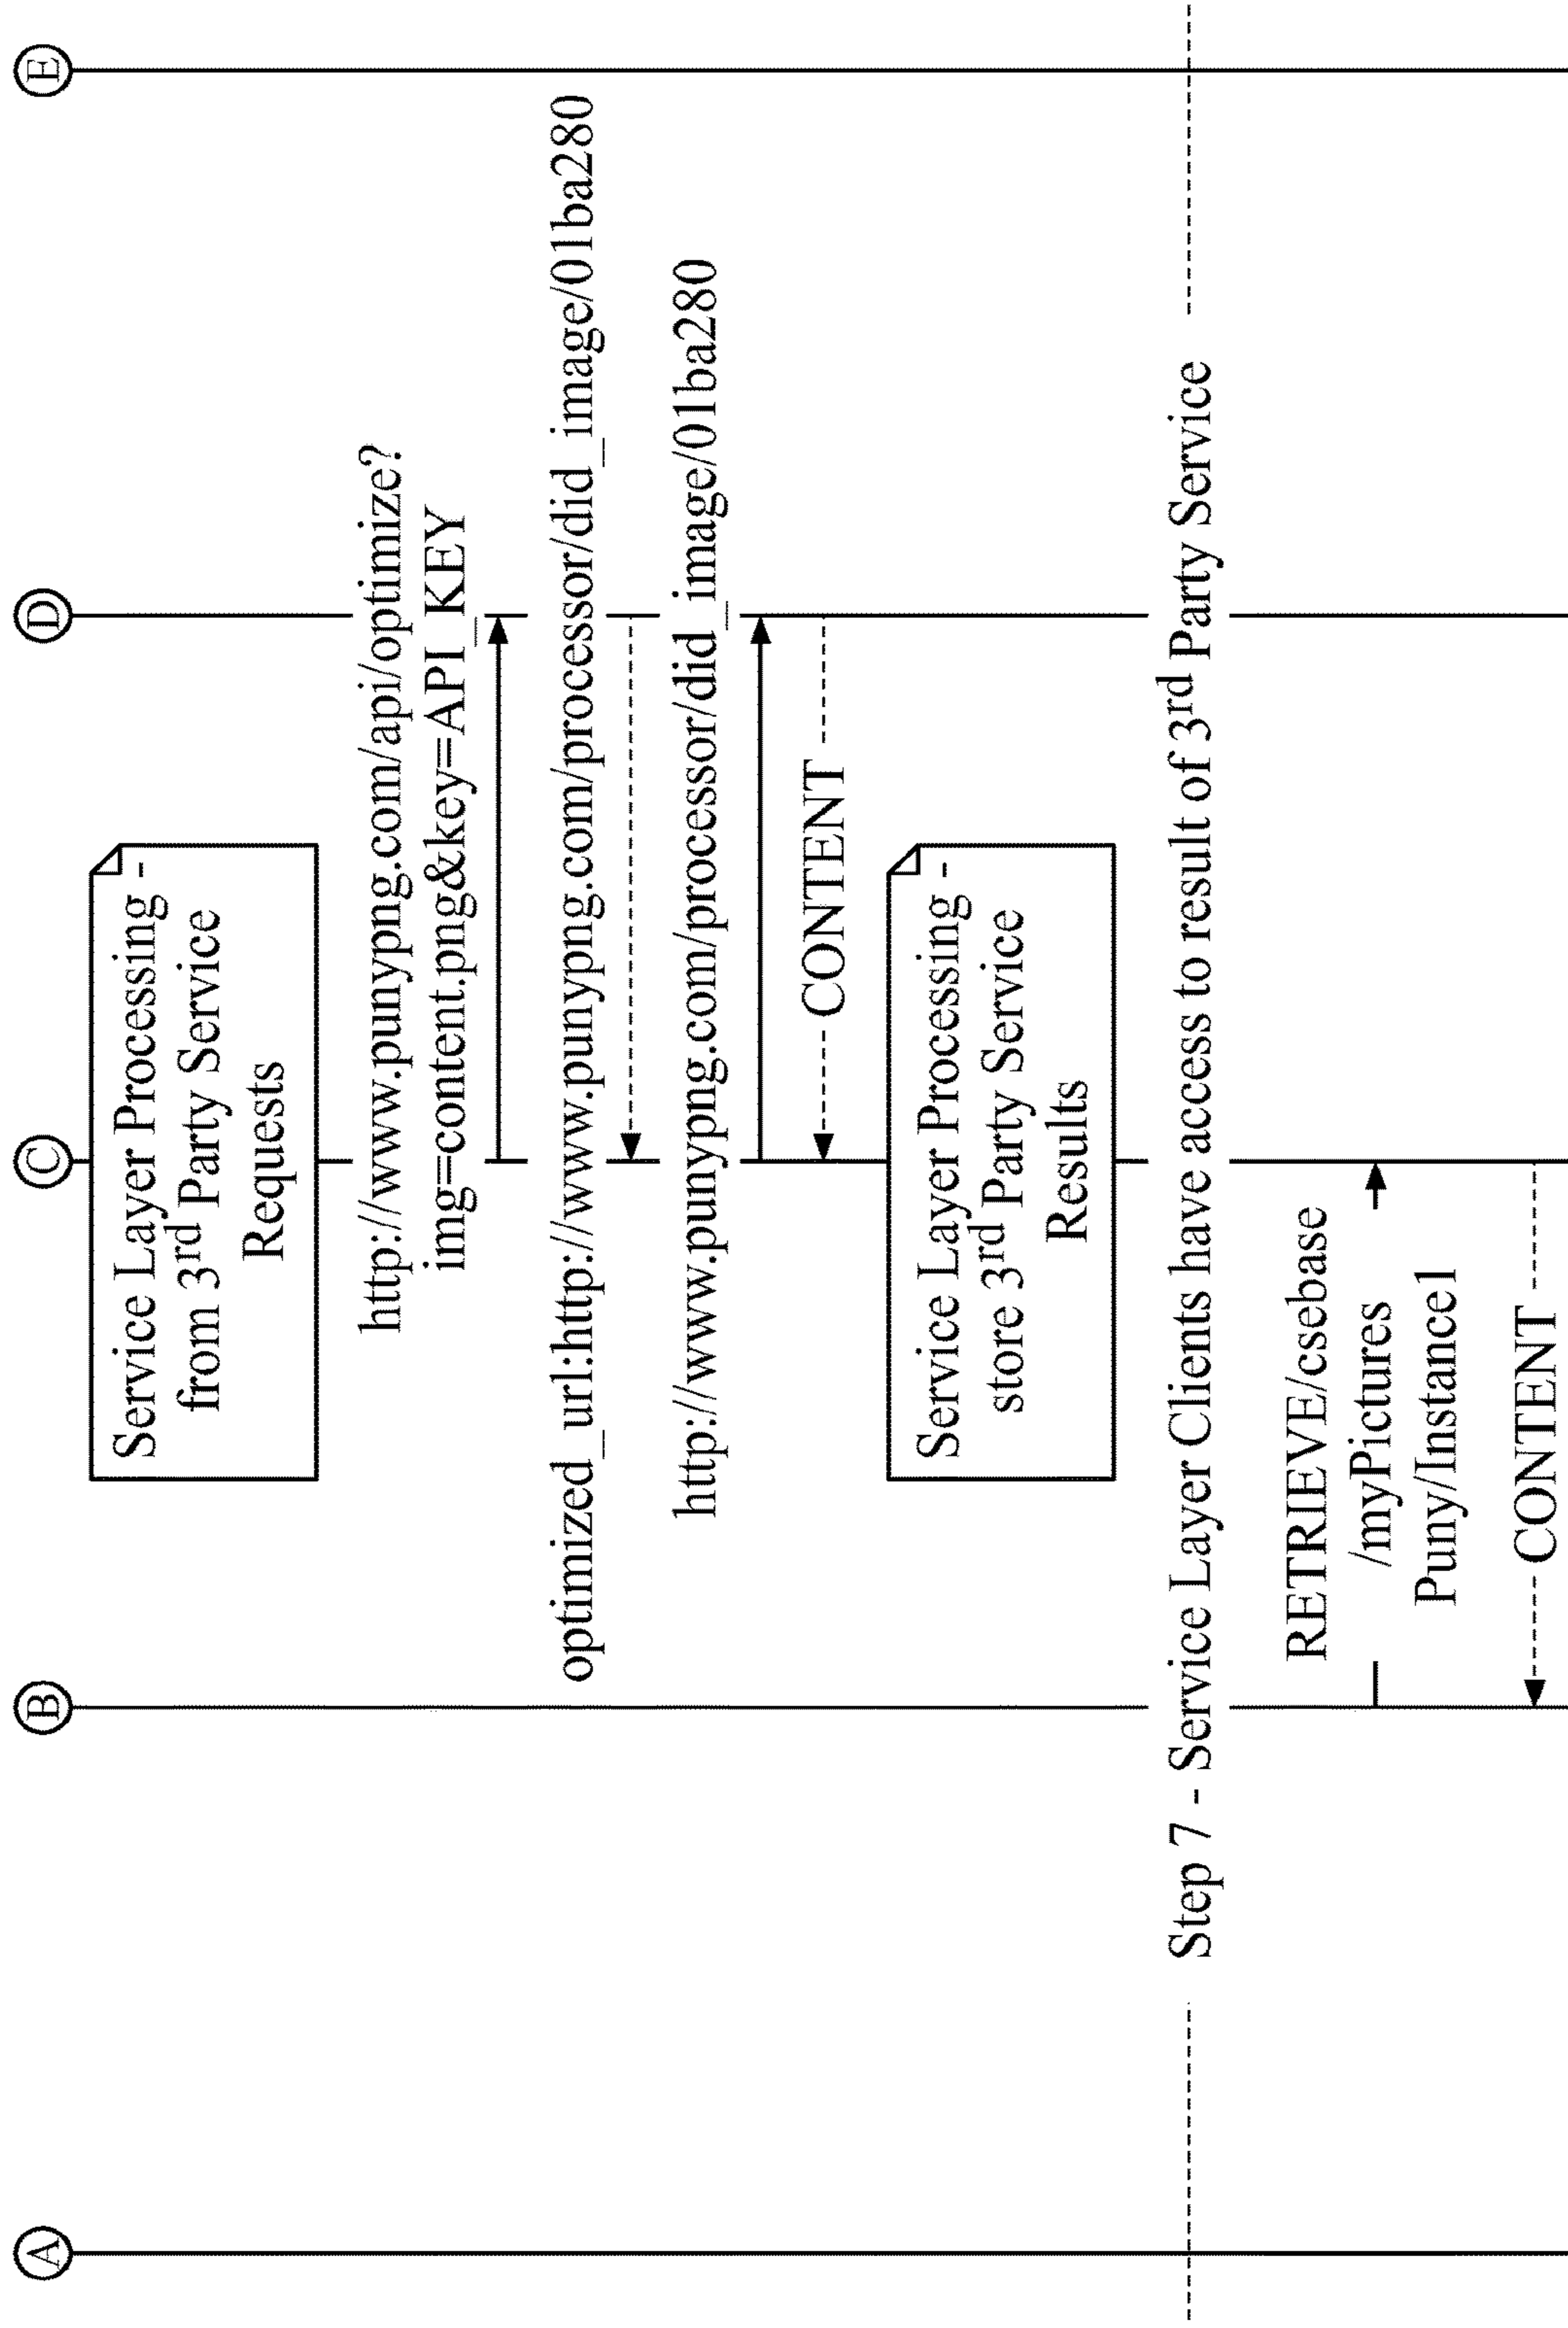 A
B
C
D
E
Service Layer Processing -
from 3rd Party Service
Requests
http://www.punypng.com/api/optimize?
img=content.png&key=API_KEY
optimized_url:http://www.punypng.com/processor/did_image/01ba280
http://www.punypng.com/processor/did_image/01ba280
CONTENT
Service Layer Processing -
store 3rd Party Service
Results
Step 7 - Service Layer Clients have access to result of 3rd Party Service
RETRIEVE/csebase
/myPictures
Puny/Instance1
CONTENT